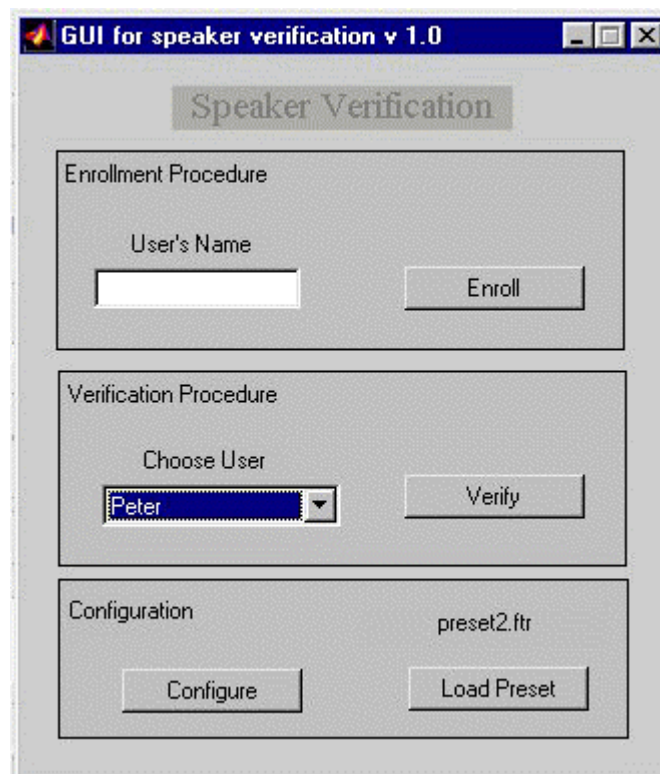 GUI for speaker verification v 1.0
Speaker Verification
Enrollment Procedure
User's Name
Enroll
Verification Procedure
Choose User
Peter
Verify
Configuration
preset2.ftr
Configure
Load Preset